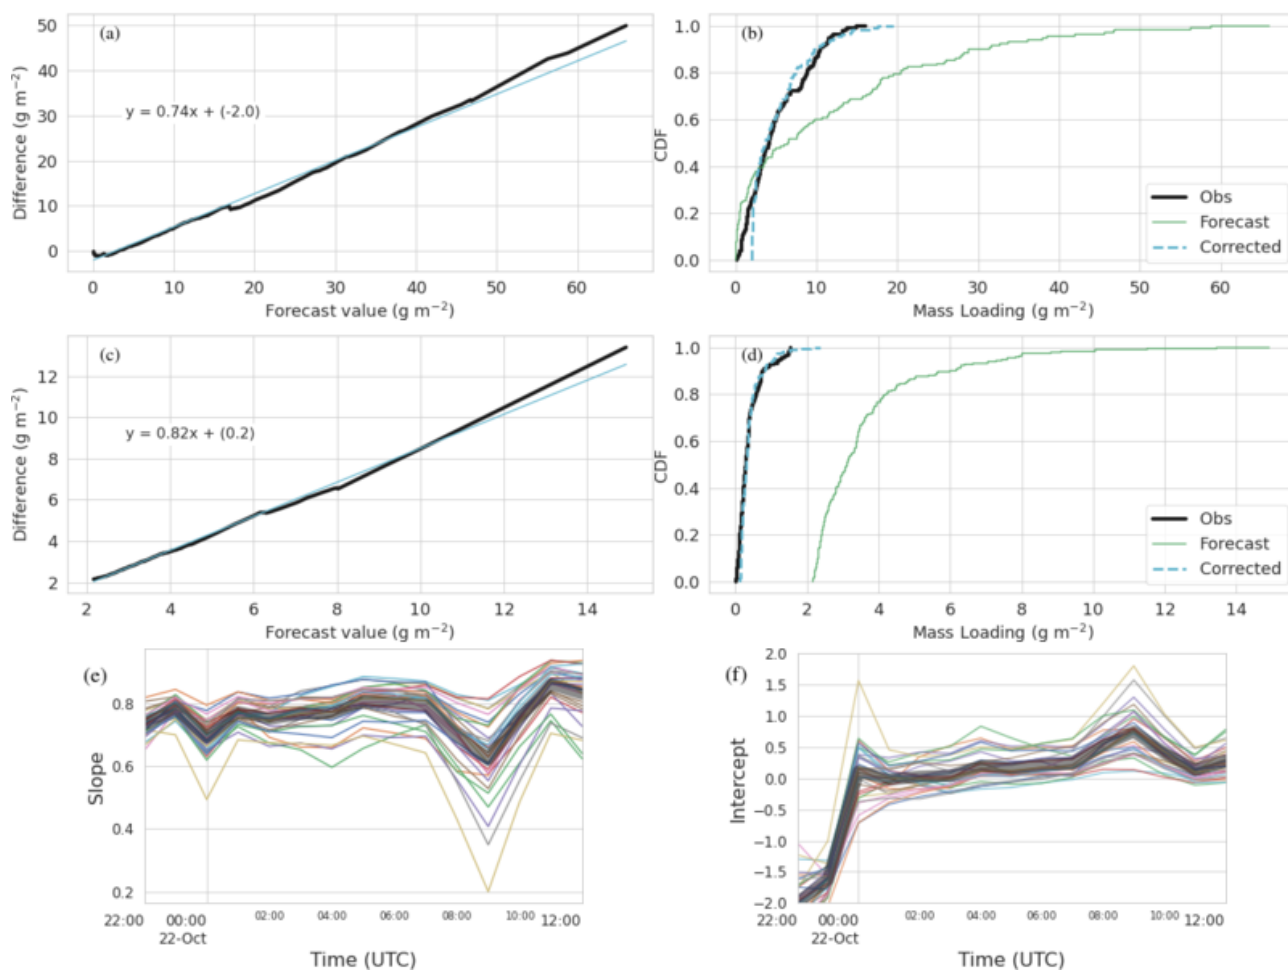 (a)
Difference (g m⁻²)
50
40
30
20
10
0
y = 0.74x + (-2.0)
0 10 20 30 40 50 60
Forecast value (g m⁻²)
(b)
CDF
1.0
0.8
0.6
0.4
0.2
0.0
Obs
Forecast
Corrected
0 10 20 30 40 50 60
Mass Loading (g m⁻²)
(c)
Difference (g m⁻²)
12
10
8
6
4
2
y = 0.82x + (0.2)
2 4 6 8 10 12 14
Forecast value (g m⁻²)
(d)
CDF
1.0
0.8
0.6
0.4
0.2
0.0
Obs
Forecast
Corrected
0 2 4 6 8 10 12 14
Mass Loading (g m⁻²)
(e)
Slope
0.8
0.6
0.4
0.2
22:00 00:00 02:00 04:00 06:00 08:00 10:00 12:00
22-Oct
Time (UTC)
(f)
Intercept
2.0
1.5
1.0
0.5
0.0
−0.5
−1.0
−1.5
−2.0
22:00 00:00 02:00 04:00 06:00 08:00 10:00 12:00
22-Oct
Time (UTC)